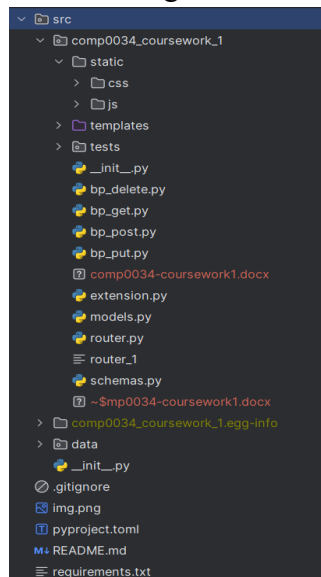 src
comp0034_coursework_1
static
css
js
templates
tests
__init__.py
bp_delete.py
bp_get.py
bp_post.py
bp_put.py
comp0034-coursework1.docx
extension.py
models.py
router.py
router_1
schemas.py
~$mp0034-coursework1.docx
comp0034_coursework_1.egg-info
data
__init__.py
.gitignore
img.png
pyproject.toml
README.md
requirements.txt